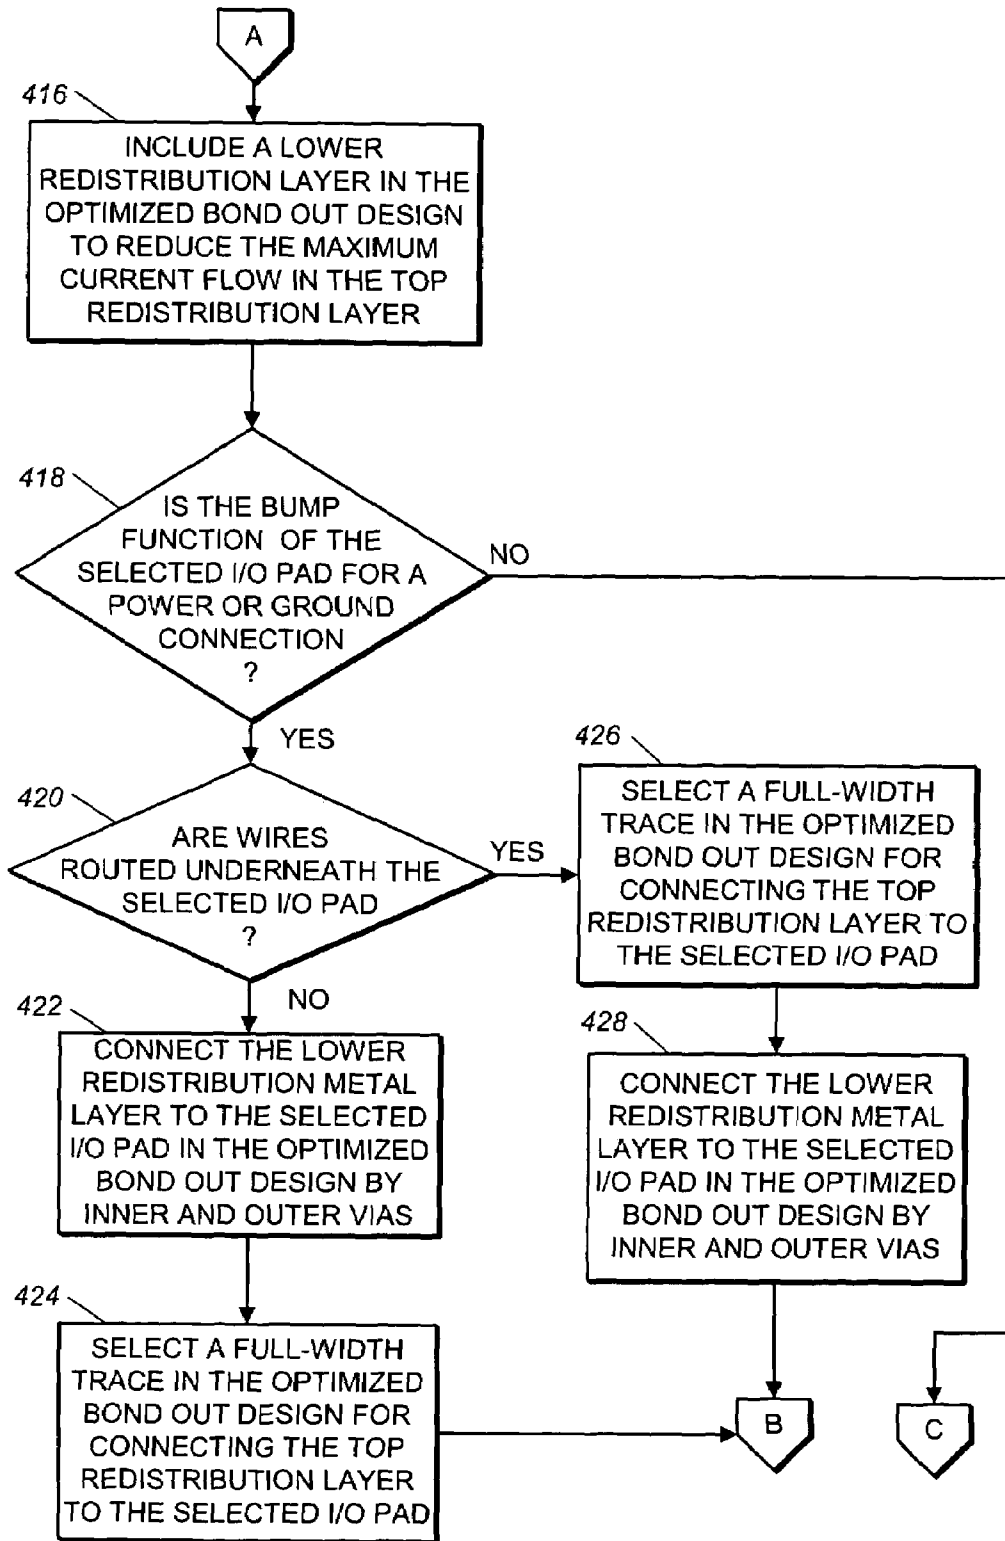 A
416
INCLUDE A LOWER
REDISTRIBUTION LAYER IN THE
OPTIMIZED BOND OUT DESIGN
TO REDUCE THE MAXIMUM
CURRENT FLOW IN THE TOP
REDISTRIBUTION LAYER
418
IS THE BUMP
FUNCTION OF THE
SELECTED I/O PAD FOR A
POWER OR GROUND
CONNECTION
?
NO
YES
420
ARE WIRES
ROUTED UNDERNEATH THE
SELECTED I/O PAD
?
YES
NO
426
SELECT A FULL-WIDTH
TRACE IN THE OPTIMIZED
BOND OUT DESIGN FOR
CONNECTING THE TOP
REDISTRIBUTION LAYER TO
THE SELECTED I/O PAD
422
CONNECT THE LOWER
REDISTRIBUTION METAL
LAYER TO THE SELECTED
I/O PAD IN THE OPTIMIZED
BOND OUT DESIGN BY
INNER AND OUTER VIAS
428
CONNECT THE LOWER
REDISTRIBUTION METAL
LAYER TO THE SELECTED
I/O PAD IN THE OPTIMIZED
BOND OUT DESIGN BY
INNER AND OUTER VIAS
424
SELECT A FULL-WIDTH
TRACE IN THE OPTIMIZED
BOND OUT DESIGN FOR
CONNECTING THE TOP
REDISTRIBUTION LAYER
TO THE SELECTED I/O PAD
B
C